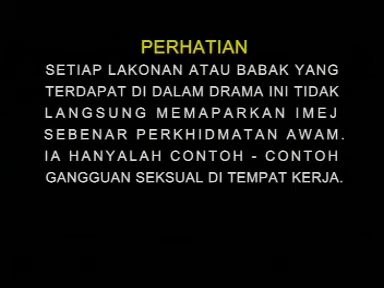 PERHATIAN
SETIAP LAKONAN ATAU BABAK YANG
TERDAPAT DI DALAM DRAMA INI TIDAK
LANGSUNG MEMAPARKAN IMEJ
SEBENAR PERKHIDMATAN AWAM.
IA HANYALAH CONTOH - CONTOH
GANGGUAN SEKSUAL DI TEMPAT KERJA.